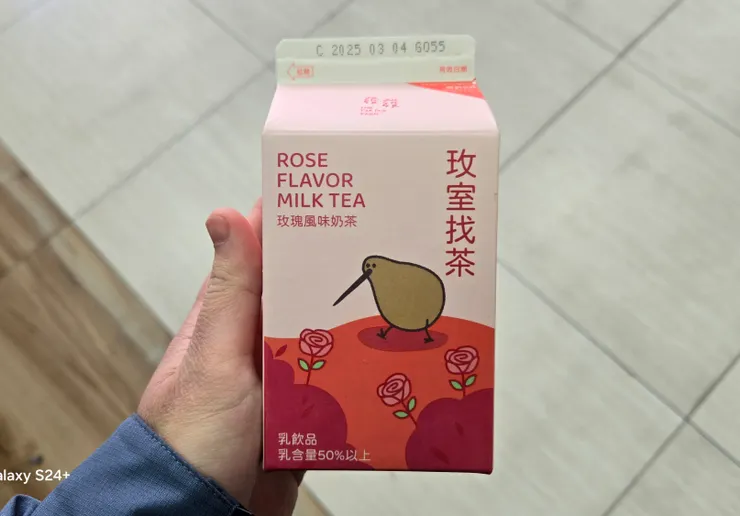 C 2025 03 04 G055
ROSE
FLAVOR
MILK TEA
玫瑰風味奶茶
玫室找茶
乳飲品
乳含量50%以上
alaxy S24+